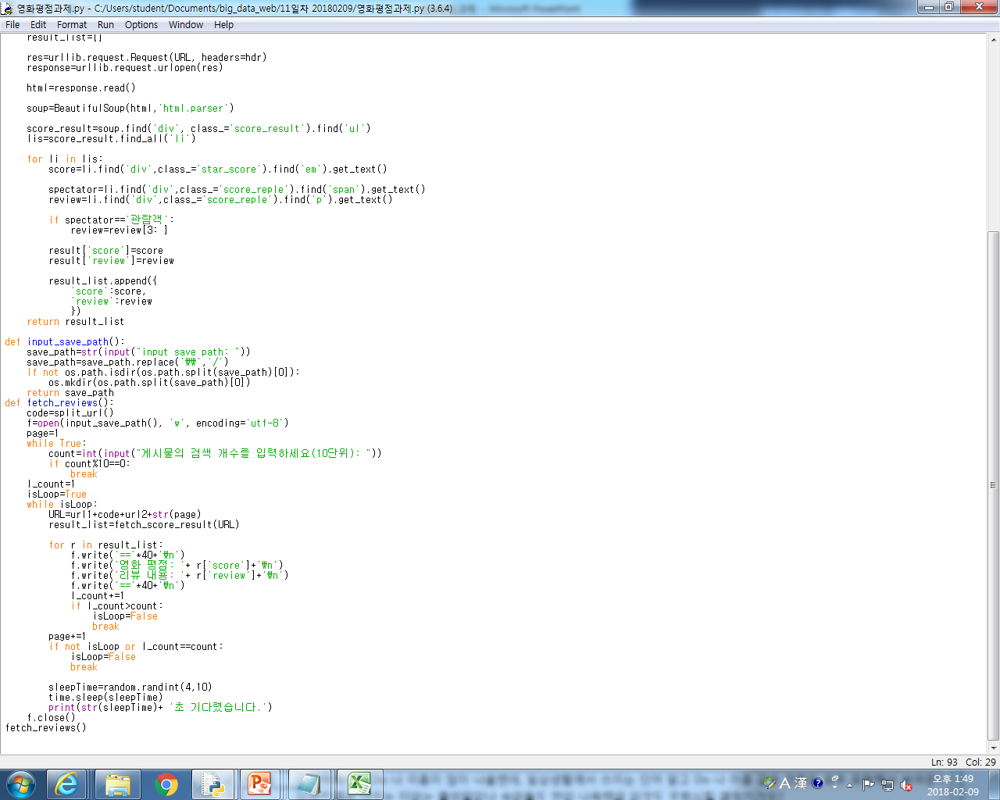 영화평점과제.py - C:/Users/student/Documents/big_data_web/11일차 20180209/영화평점과제.py (3.6.4)
File Edit Format Run Options Window Help
    result_list=[]
    res=urllib.request.Request(URL, headers=hdr)
    response=urllib.request.urlopen(res)
    html=response.read()
    soup=BeautifulSoup(html,'html.parser')
    score_result=soup.find('div', class_='score_result').find('ul')
    lis=score_result.find_all('li')
    for li in lis:
        score=li.find('div',class_='star_score').find('em').get_text()
        spectator=li.find('div',class_='score_reple').find('span').get_text()
        review=li.find('div',class_='score_reple').find('p').get_text()
        if spectator=='관람객':
            review=review[3: ]
        result['score']=score
        result['review']=review
        result_list.append({
            'score':score,
            'review':review
            })
    return result_list
def input_save_path():
    save_path=str(input("input save path: "))
    save_path=save_path.replace('₩₩','/')
    if not os.path.isdir(os.path.split(save_path)[0]):
        os.mkdir(os.path.split(save_path)[0])
    return save_path
def fetch_reviews():
    code=split_url()
    f=open(input_save_path(), 'w', encoding='utf-8')
    page=1
    while True:
        count=int(input("게시물의 검색 개수를 입력하세요(10단위): "))
        if count%10==0:
            break
    l_count=1
    isLoop=True
    while isLoop:
        URL=url1+code+url2+str(page)
        result_list=fetch_score_result(URL)
        for r in result_list:
            f.write('=='*40+'₩n')
            f.write('영화 평점: '+ r['score']+'₩n')
            f.write('리뷰 내용: '+ r['review']+'₩n')
            f.write('=='*40+'₩n')
            l_count+=1
            if l_count>count:
                isLoop=False
                break
        page+=1
        if not isLoop or l_count==count:
            isLoop=False
            break
        sleepTime=random.randint(4,10)
        time.sleep(sleepTime)
        print(str(sleepTime)+ '초 기다렸습니다.')
    f.close()
fetch_reviews()
Ln: 93 Col: 29
A 漢
오후 1:49
2018-02-09